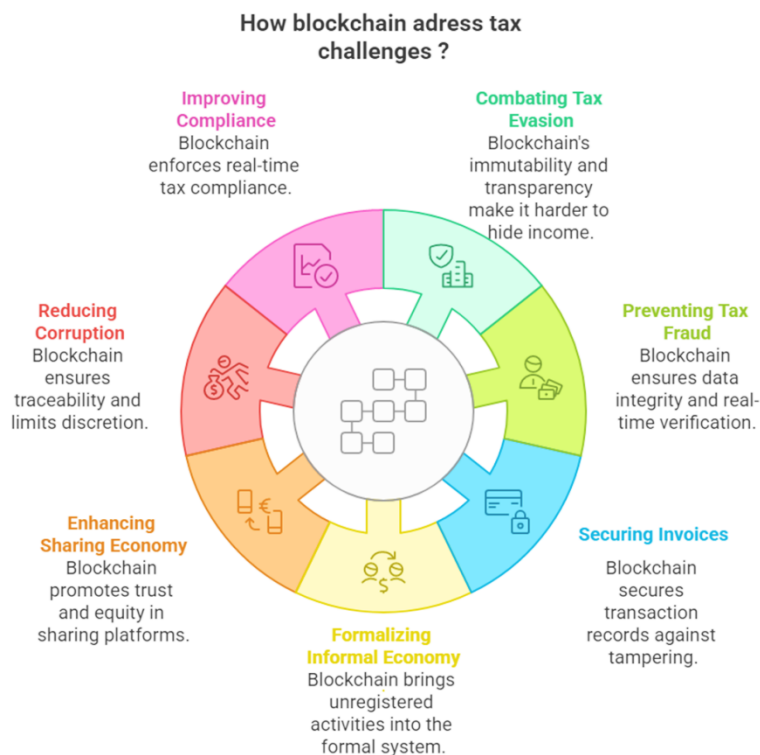 How blockchain adress tax
challenges ?
Improving
Compliance
Blockchain
enforces real-time
tax compliance.
Combating Tax
Evasion
Blockchain's
immutability and
transparency
make it harder to
hide income.
Reducing
Corruption
Blockchain
ensures
traceability and
limits discretion.
Preventing Tax
Fraud
Blockchain
ensures data
integrity and real-
time verification.
Enhancing
Sharing Economy
Blockchain
promotes trust
and equity in
sharing platforms.
Securing Invoices
Blockchain
secures
transaction
records against
tampering.
Formalizing
Informal Economy
Blockchain brings
unregistered
activities into the
formal system.